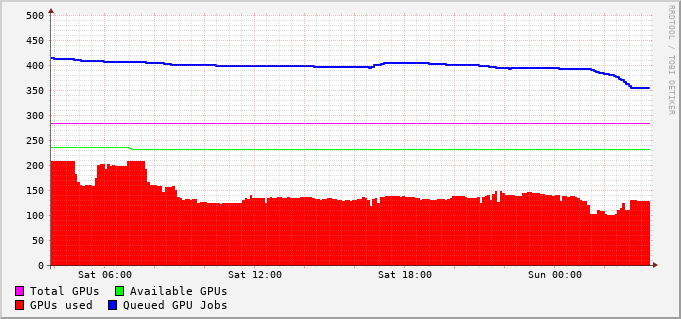 500
450
400
350
300
250
200
150
100
50
0
Sat 06:00 Sat 12:00 Sat 18:00 Sun 00:00
Total GPUs Available GPUs
GPUs used Queued GPU Jobs
RRDTOOL / TOBI OETIKER